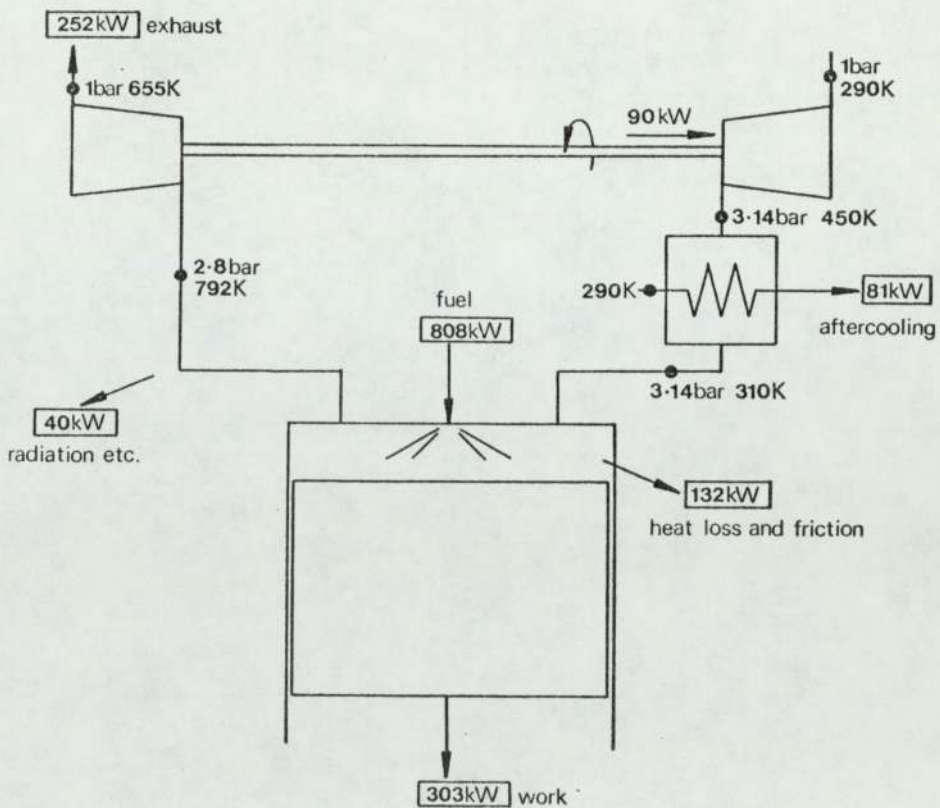 252kW exhaust
1bar 655K
90kW
1bar
290K
3·14bar 450K
2·8bar
792K
fuel
808kW
290K
81kW
aftercooling
3·14bar 310K
40kW
radiation etc.
132kW
heat loss and friction
303kW work